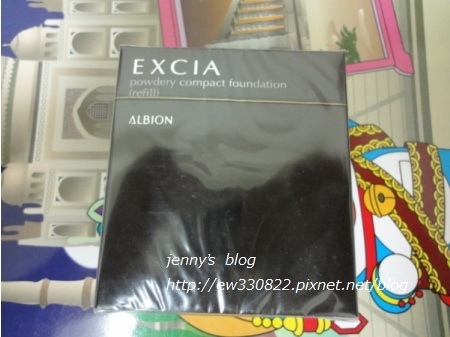 EXCIA
powdery compact foundation
(refill)
ALBION
jenny's blog
http://ew330822.pixnet.net/blog